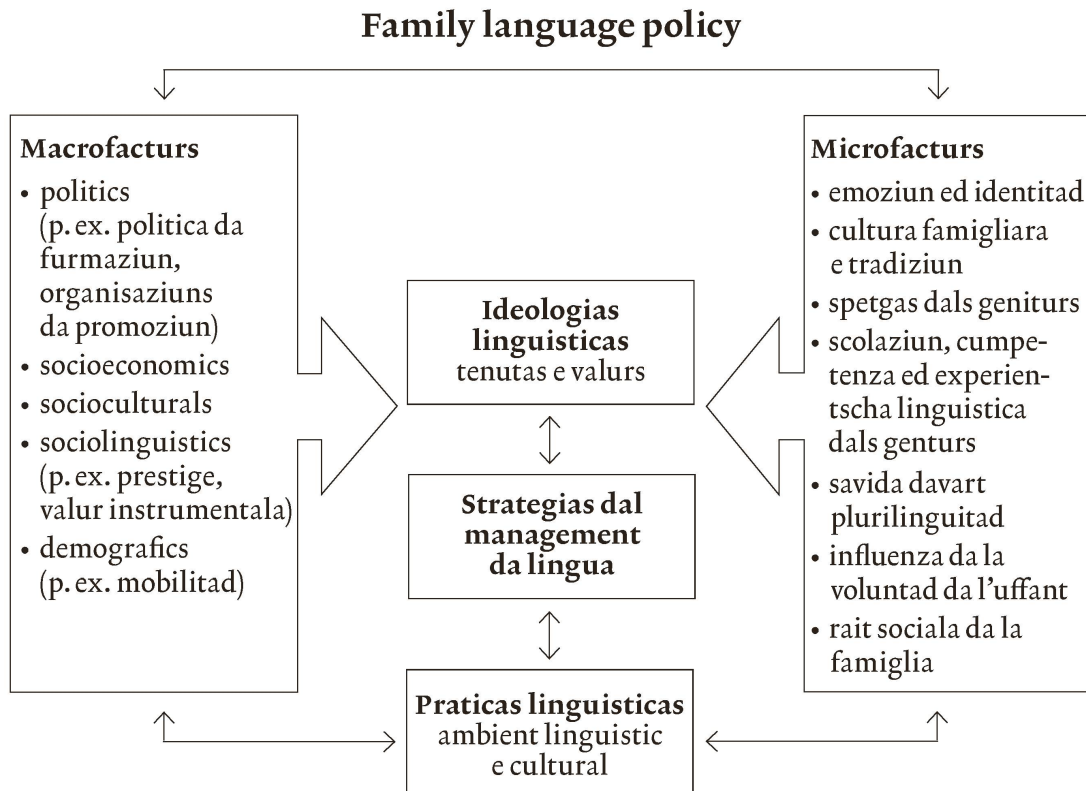 Family language policy
Macrofacturs
• politics
(p. ex. politica da
furmaziun,
organisaziuns
da promoziun)
• socioeconomics
• socioculturals
• sociolinguistics
(p. ex. prestige,
valur instrumentala)
• demografics
(p. ex. mobilitad)
Ideologias
linguisticas
tenutas e valurs
Strategias dal
management
da lingua
Praticas linguisticas
ambient linguistic
e cultural
Microfacturs
• emoziun ed identitad
• cultura famigliara
e tradiziun
• spetgas dals geniturs
• scolaziun, cumpe-
tenza ed experien-
tscha linguistica
dals genturs
• savida davart
plurilinguitad
• influenza da la
voluntad da l'uffant
• rait sociala da la
famiglia